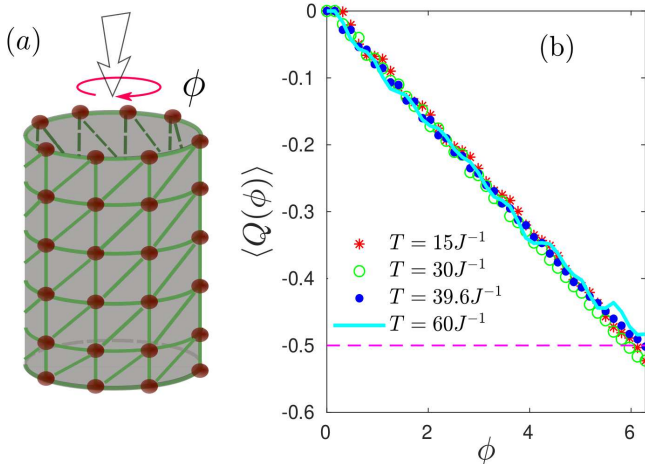 (a)
ϕ
(b)
0
-0.1
-0.2
-0.3
-0.4
-0.5
-0.6
⟨Q(ϕ)⟩
T = 15J⁻¹
T = 30J⁻¹
T = 39.6J⁻¹
T = 60J⁻¹
0 2 4 6
ϕ